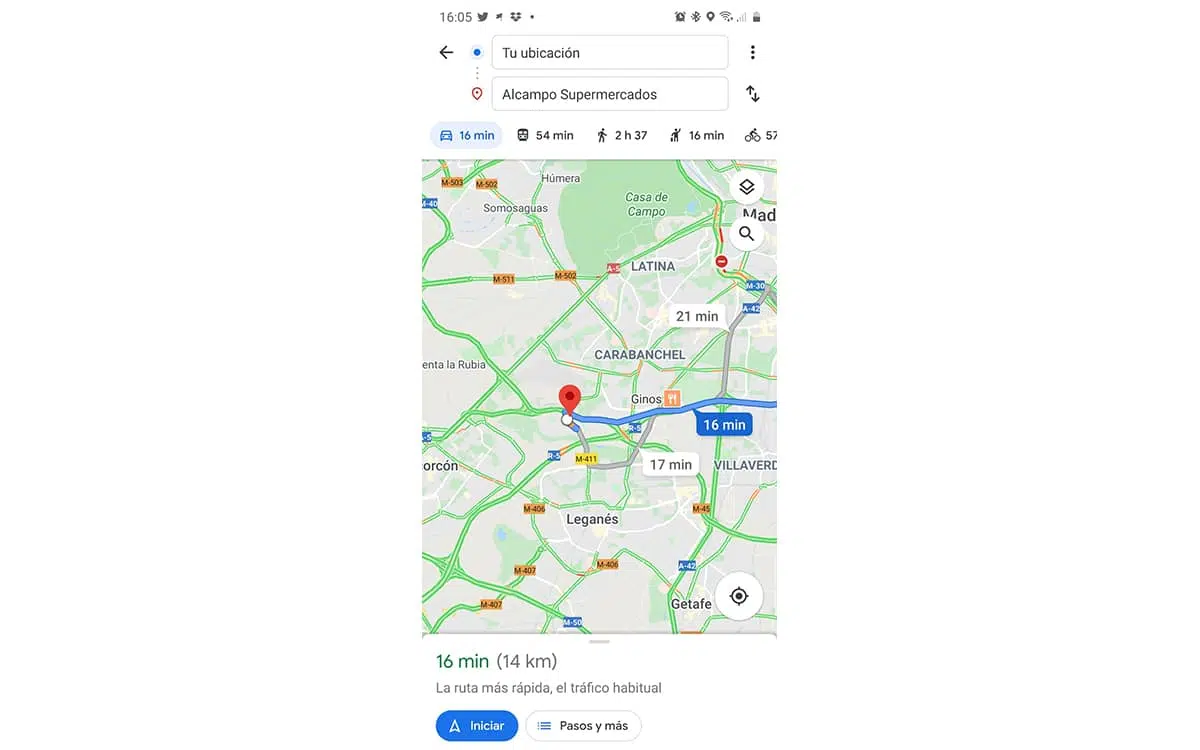 16:05
Tu ubicación
Alcampo Supermercados
16 min 54 min 2 h 37 16 min 57
M-503 M-502 Húmera
Casa de
Campo
M-40 Somosaguas
Mad
LATINA
A-5
M-511 M-502
M-30
A-42
21 min
CARABANCHEL
enta la Rubia
Ginos
16 min
R-5
A-5
R-5 M-411 17 min VILLAVERD
orcón
M-406 M-45
Leganés
M-407 M-406 A-42
M-407 Getafe
M-50
16 min (14 km)
La ruta más rápida, el tráfico habitual
Iniciar Pasos y más